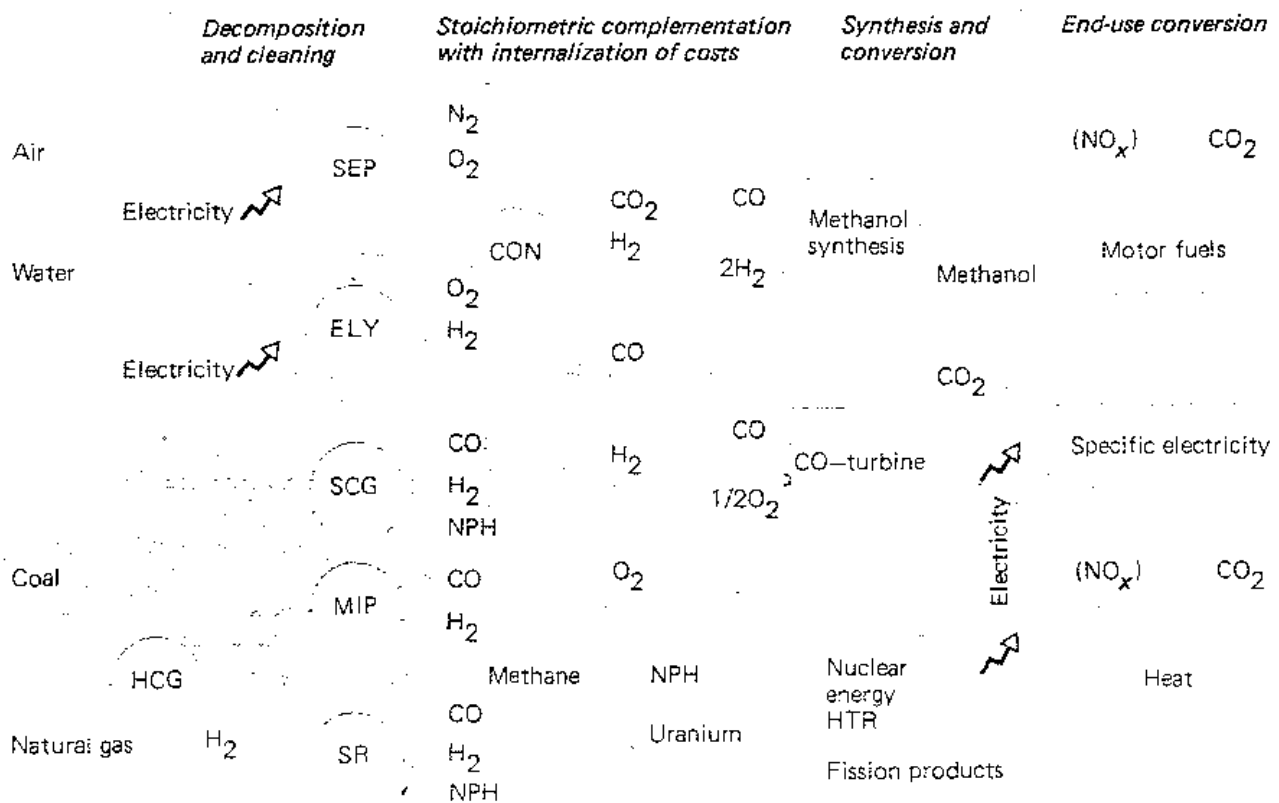 Decomposition
and cleaning
Stoichiometric complementation
with internalization of costs
Synthesis and
conversion
End-use conversion
Air
Electricity
SEP
N₂
O₂
CON
CO₂
H₂
CO
2H₂
Methanol
synthesis
Methanol
(NOₓ) CO₂
Motor fuels
Water
Electricity
ELY
O₂
H₂
CO
CO₂
SCG
CO
H₂
NPH
H₂
CO
1/2O₂
CO–turbine
Electricity
Specific electricity
Coal
MIP
CO
H₂
O₂
(NOₓ) CO₂
HCG
Methane
NPH
Nuclear
energy
HTR
Heat
Natural gas
H₂
SR
CO
H₂
NPH
Uranium
Fission products